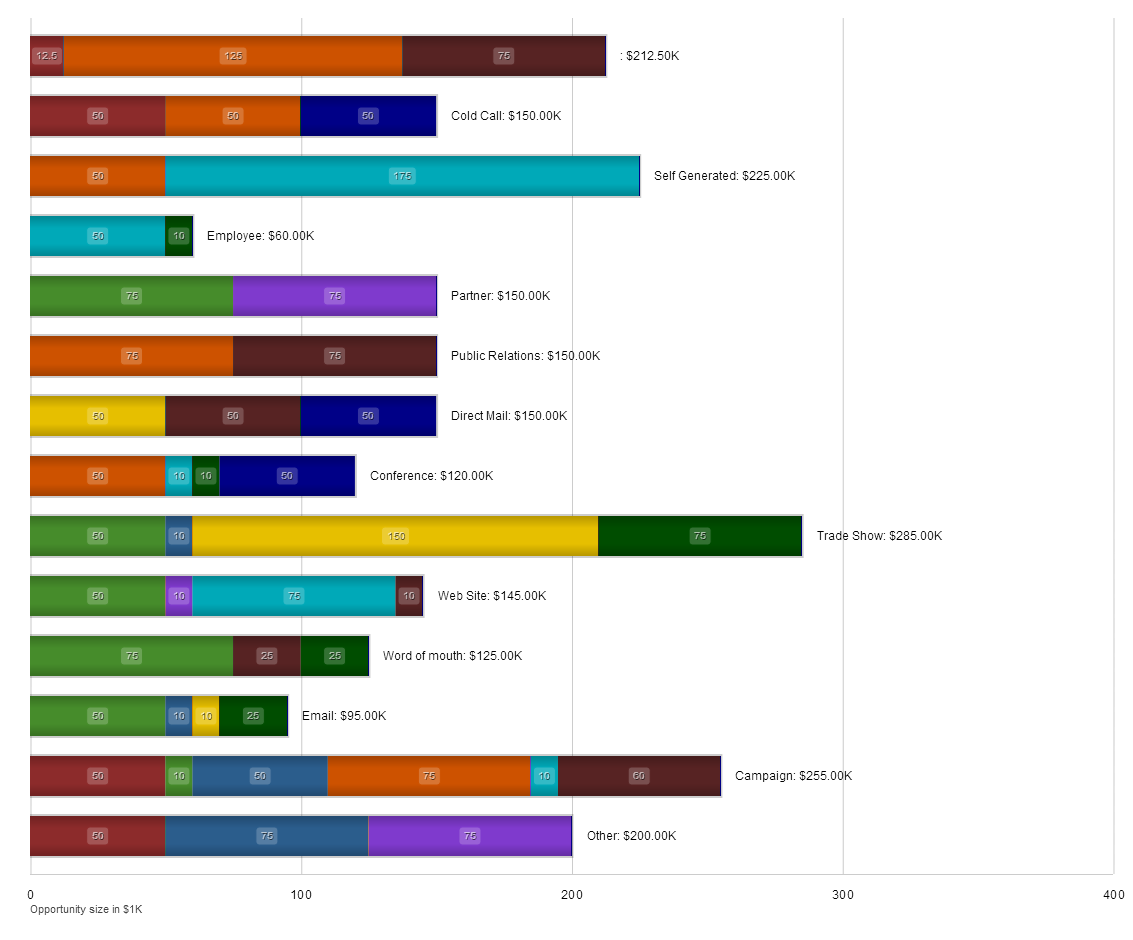 12.5 125 75 : $212.50K
50 50 50 Cold Call: $150.00K
50 175 Self Generated: $225.00K
50 10 Employee: $60.00K
75 75 Partner: $150.00K
75 75 Public Relations: $150.00K
50 50 50 Direct Mail: $150.00K
50 10 10 50 Conference: $120.00K
50 10 150 75 Trade Show: $285.00K
50 10 75 10 Web Site: $145.00K
75 25 25 Word of mouth: $125.00K
50 10 10 25 Email: $95.00K
50 10 50 75 10 60 Campaign: $255.00K
50 75 75 Other: $200.00K
0 100 200 300 400
Opportunity size in $1K